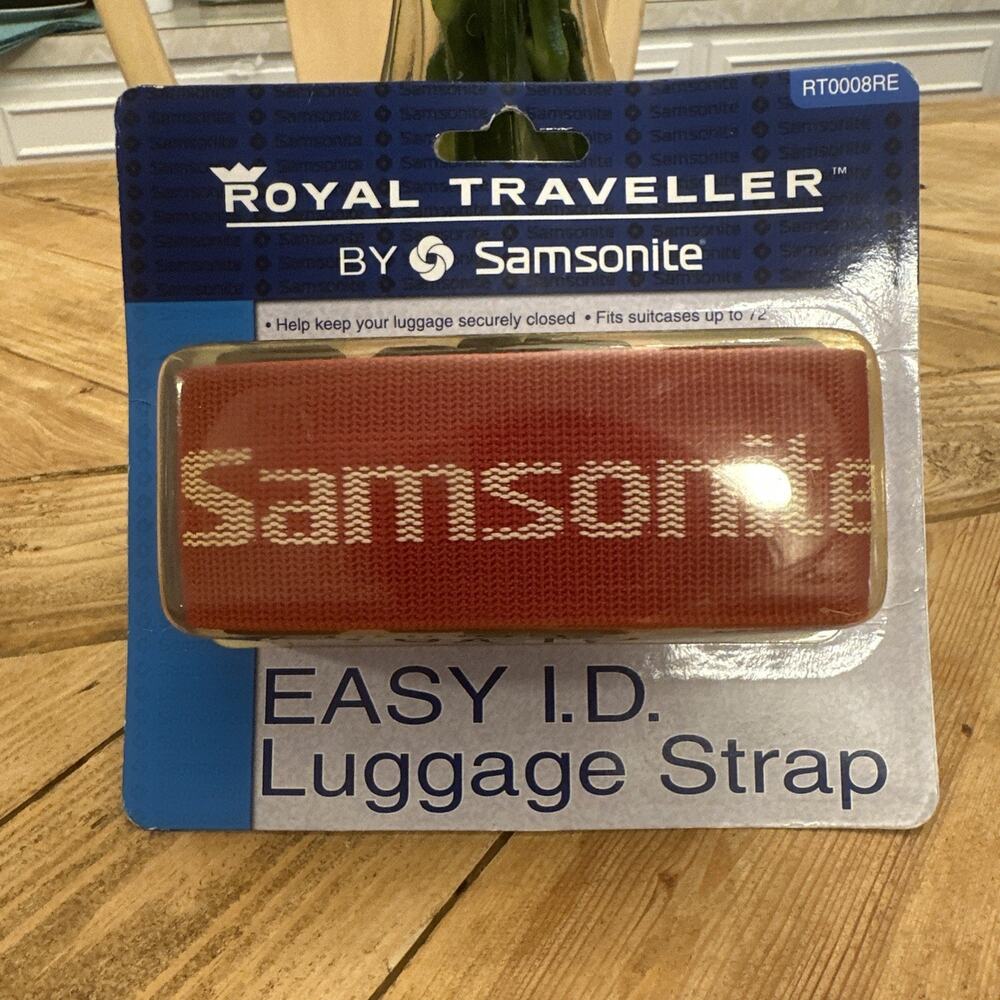 RT0008RE
ROYAL TRAVELLER™
BY Samsonite®
• Help keep your luggage securely closed • Fits suitcases up to 72"
Samsonite
EASY I.D.
Luggage Strap